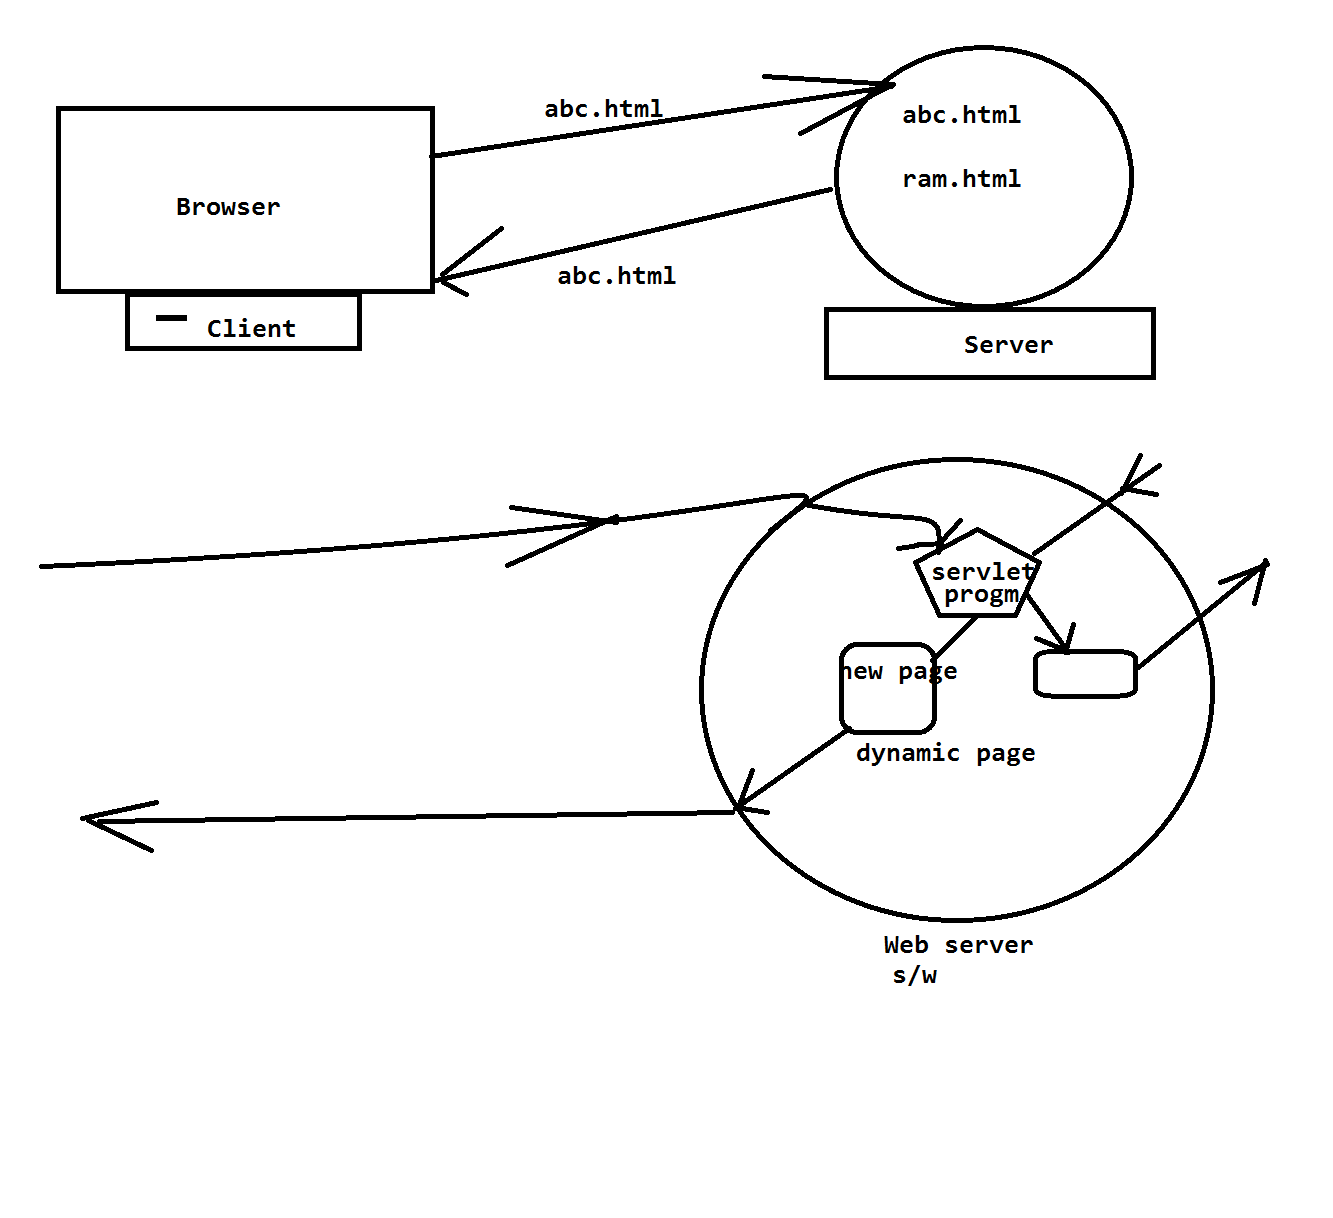 abc.html
abc.html
ram.html
Browser
abc.html
Client
Server
servlet
progm
new page
dynamic page
Web server
s/w